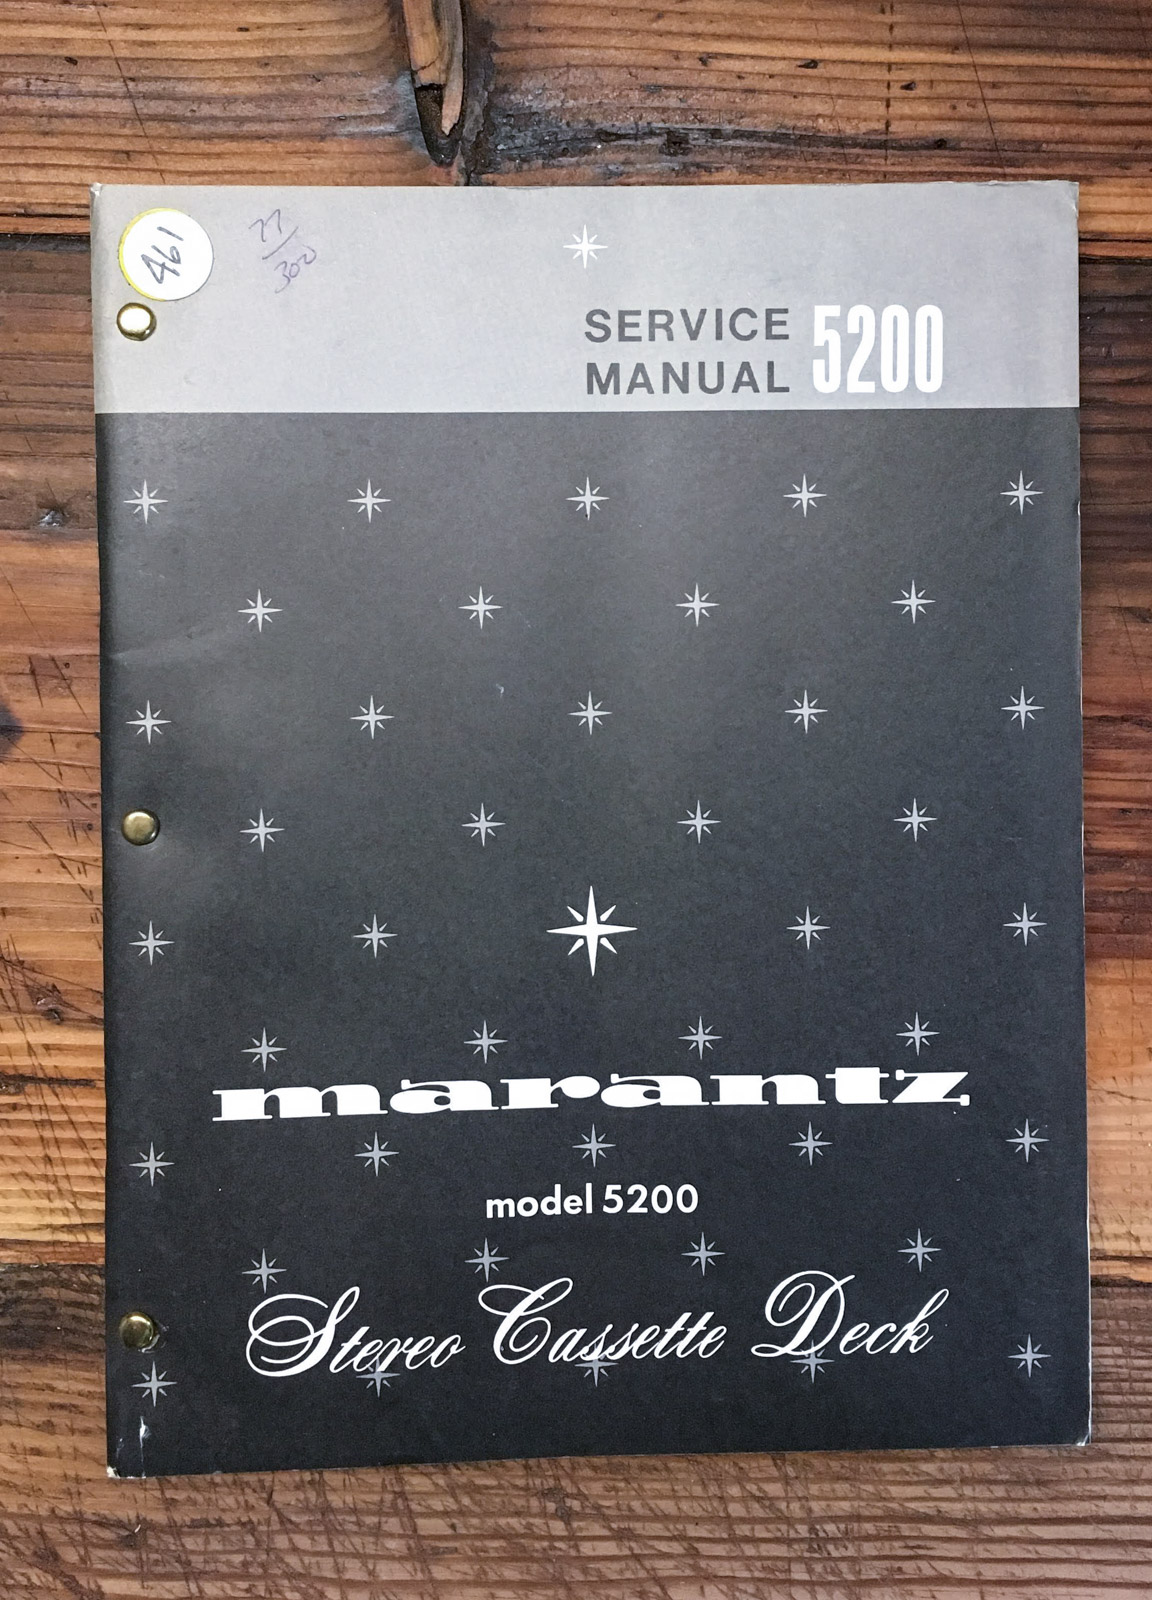 461
77/300
SERVICE
MANUAL 5200
marantz
model 5200
Stereo Cassette Deck